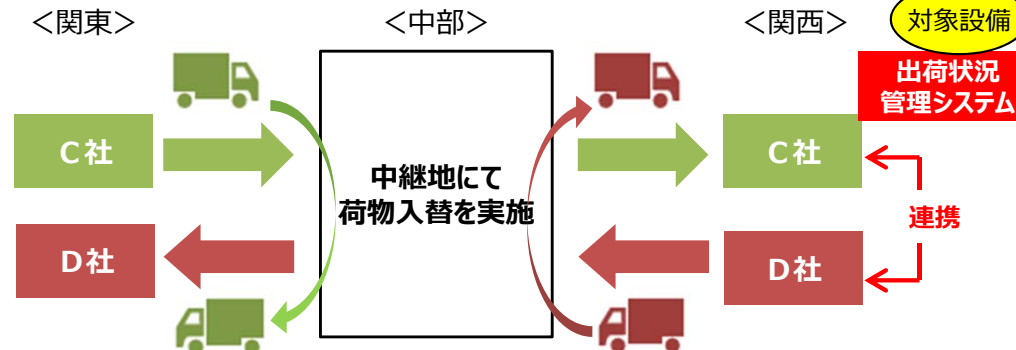 ＜関東＞
＜中部＞
＜関西＞
対象設備
出荷状況
管理システム
C社
中継地にて
荷物入替を実施
C社
連携
D社
D社